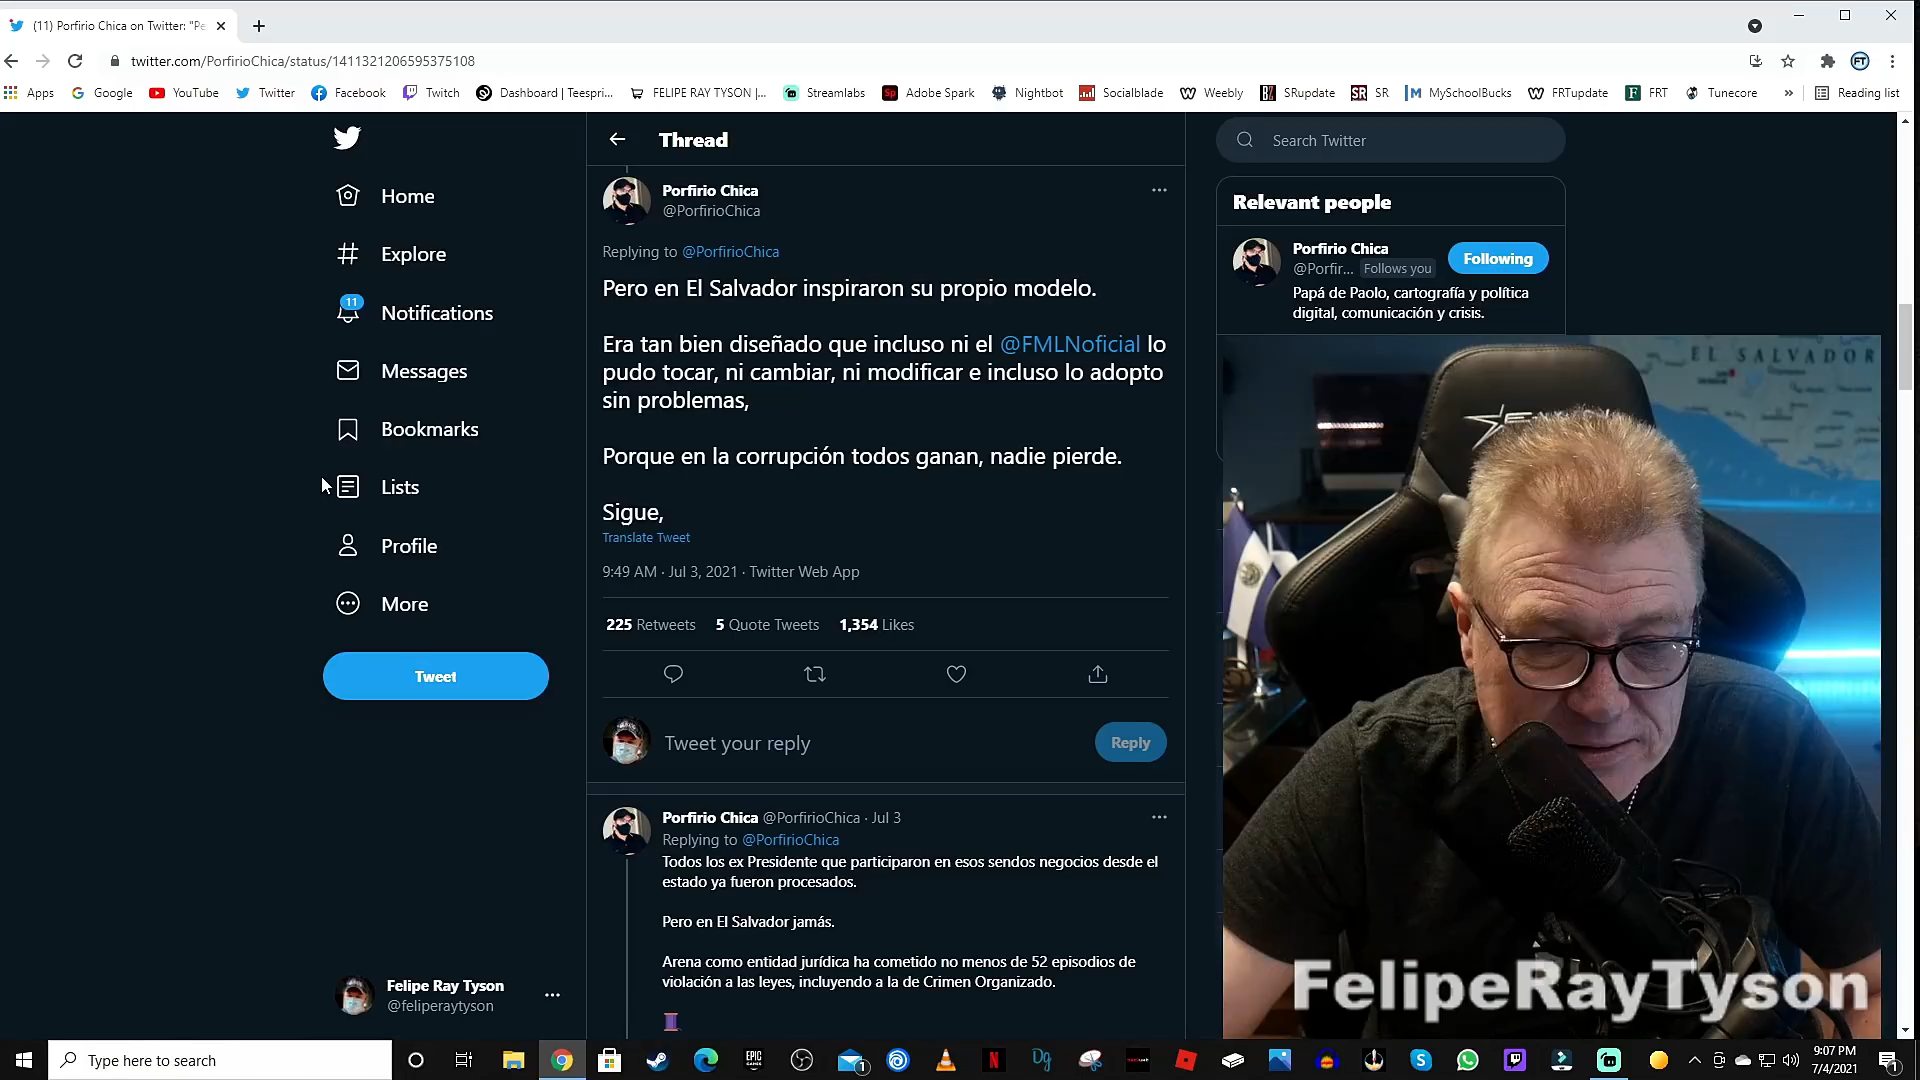 (11) Porfirio Chica on Twitter: "Pe
twitter.com/PorfirioChica/status/1411321206595375108
Apps
Google
YouTube
Twitter
Facebook
Twitch
Dashboard | Teespri...
FELIPE RAY TYSON |...
Streamlabs
Adobe Spark
Nightbot
Socialblade
Weebly
SRupdate
SR
MySchoolBucks
FRTupdate
FRT
Tunecore
»
Reading list
Home
Explore
11
Notifications
Messages
Bookmarks
Lists
Profile
More
Tweet
Felipe Ray Tyson
@feliperaytyson
Thread
Porfirio Chica
@PorfirioChica
Replying to @PorfirioChica
Pero en El Salvador inspiraron su propio modelo.
Era tan bien diseñado que incluso ni el @FMLNoficial lo
pudo tocar, ni cambiar, ni modificar e incluso lo adopto
sin problemas,
Porque en la corrupción todos ganan, nadie pierde.
Sigue,
Translate Tweet
9:49 AM · Jul 3, 2021 · Twitter Web App
225 Retweets 5 Quote Tweets 1,354 Likes
Tweet your reply
Reply
Porfirio Chica @PorfirioChica · Jul 3
Replying to @PorfirioChica
Todos los ex Presidente que participaron en esos sendos negocios desde el
estado ya fueron procesados.
Pero en El Salvador jamás.
Arena como entidad jurídica ha cometido no menos de 52 episodios de
violación a las leyes, incluyendo a la de Crimen Organizado.
Search Twitter
Relevant people
Porfirio Chica
@Porfir... Follows you
Following
Papá de Paolo, cartografía y política
digital, comunicación y crisis.
EL SALVADOR
FelipeRayTyson
Type here to search
9:07 PM
7/4/2021